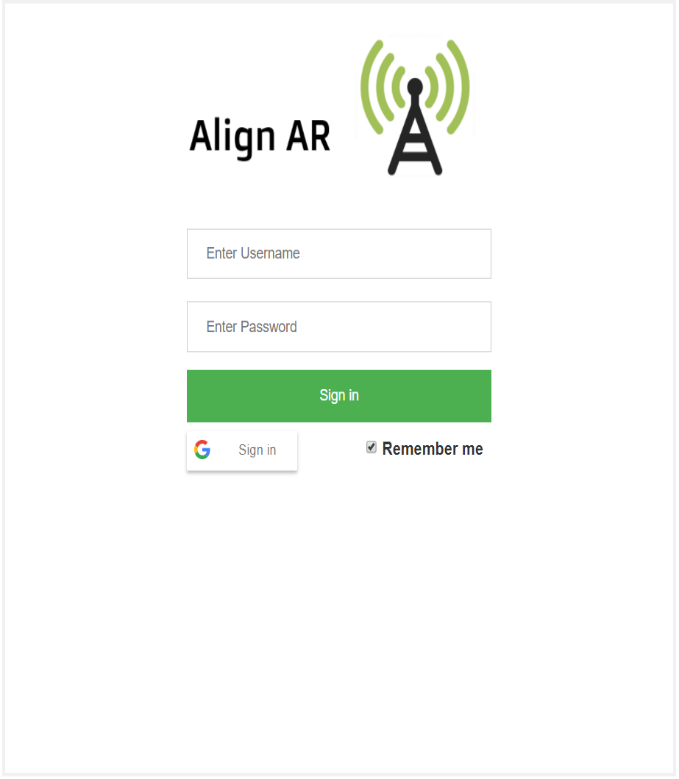 Align AR
Enter Username
Enter Password
Sign in
Sign in
Remember me